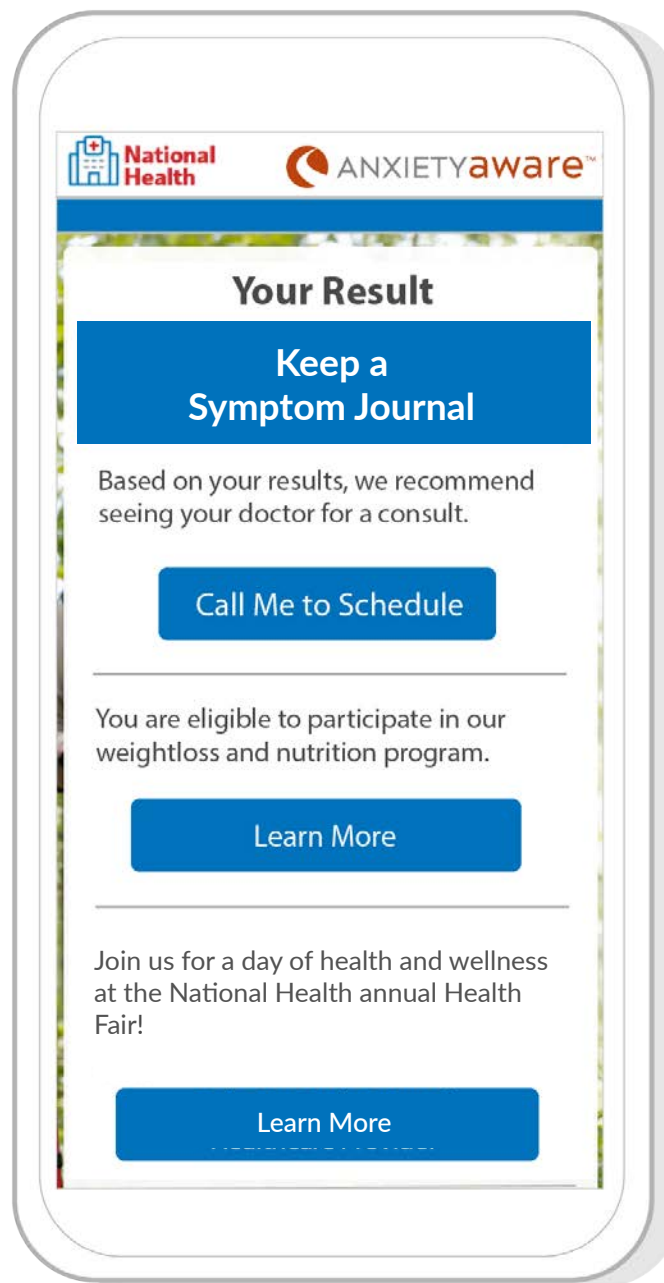 National
Health
ANXIETYaware™
Your Result
Keep a
Symptom Journal
Based on your results, we recommend
seeing your doctor for a consult.
Call Me to Schedule
You are eligible to participate in our
weightloss and nutrition program.
Learn More
Join us for a day of health and wellness
at the National Health annual Health
Fair!
Learn More